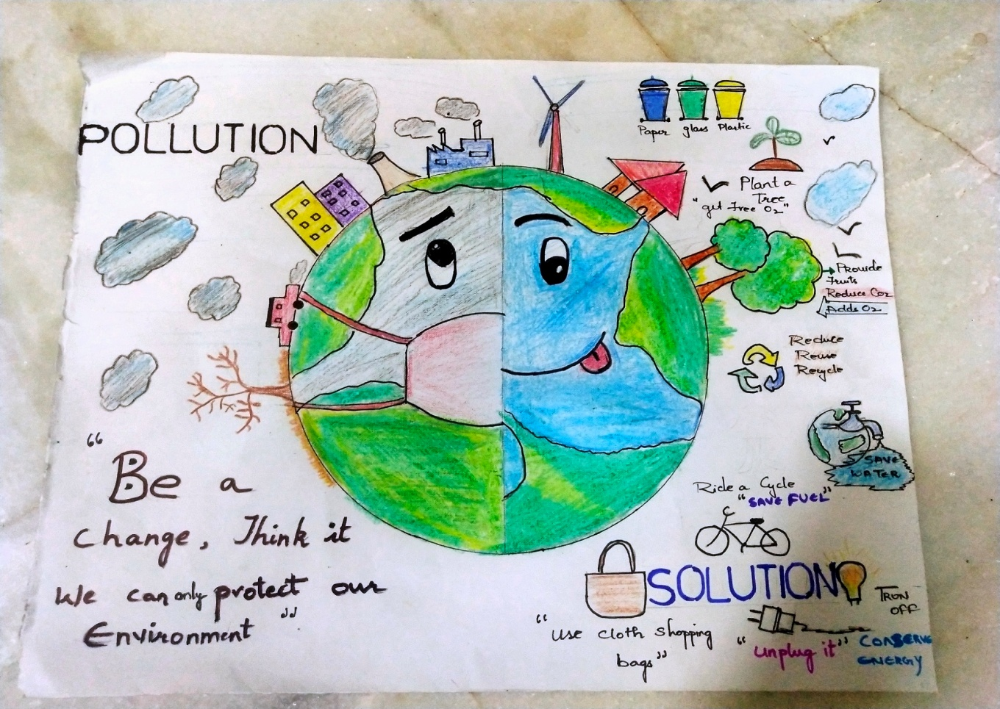 POLLUTION
Paper glass Plastic
Plant a
Tree
"get Free O2"
Provide
Fruits
Reduce Co2
Adds O2
Reduce
Reuse
Recycle
SAVE
WATER
Ride a Cycle
"SAVE FUEL"
"
Be a
change, Think it
We can only protect our
Environment "
SOLUTION
TRUN
OFF
"Use cloth shopping
bags"
"unplug it"
CONSERVE
ENERGY